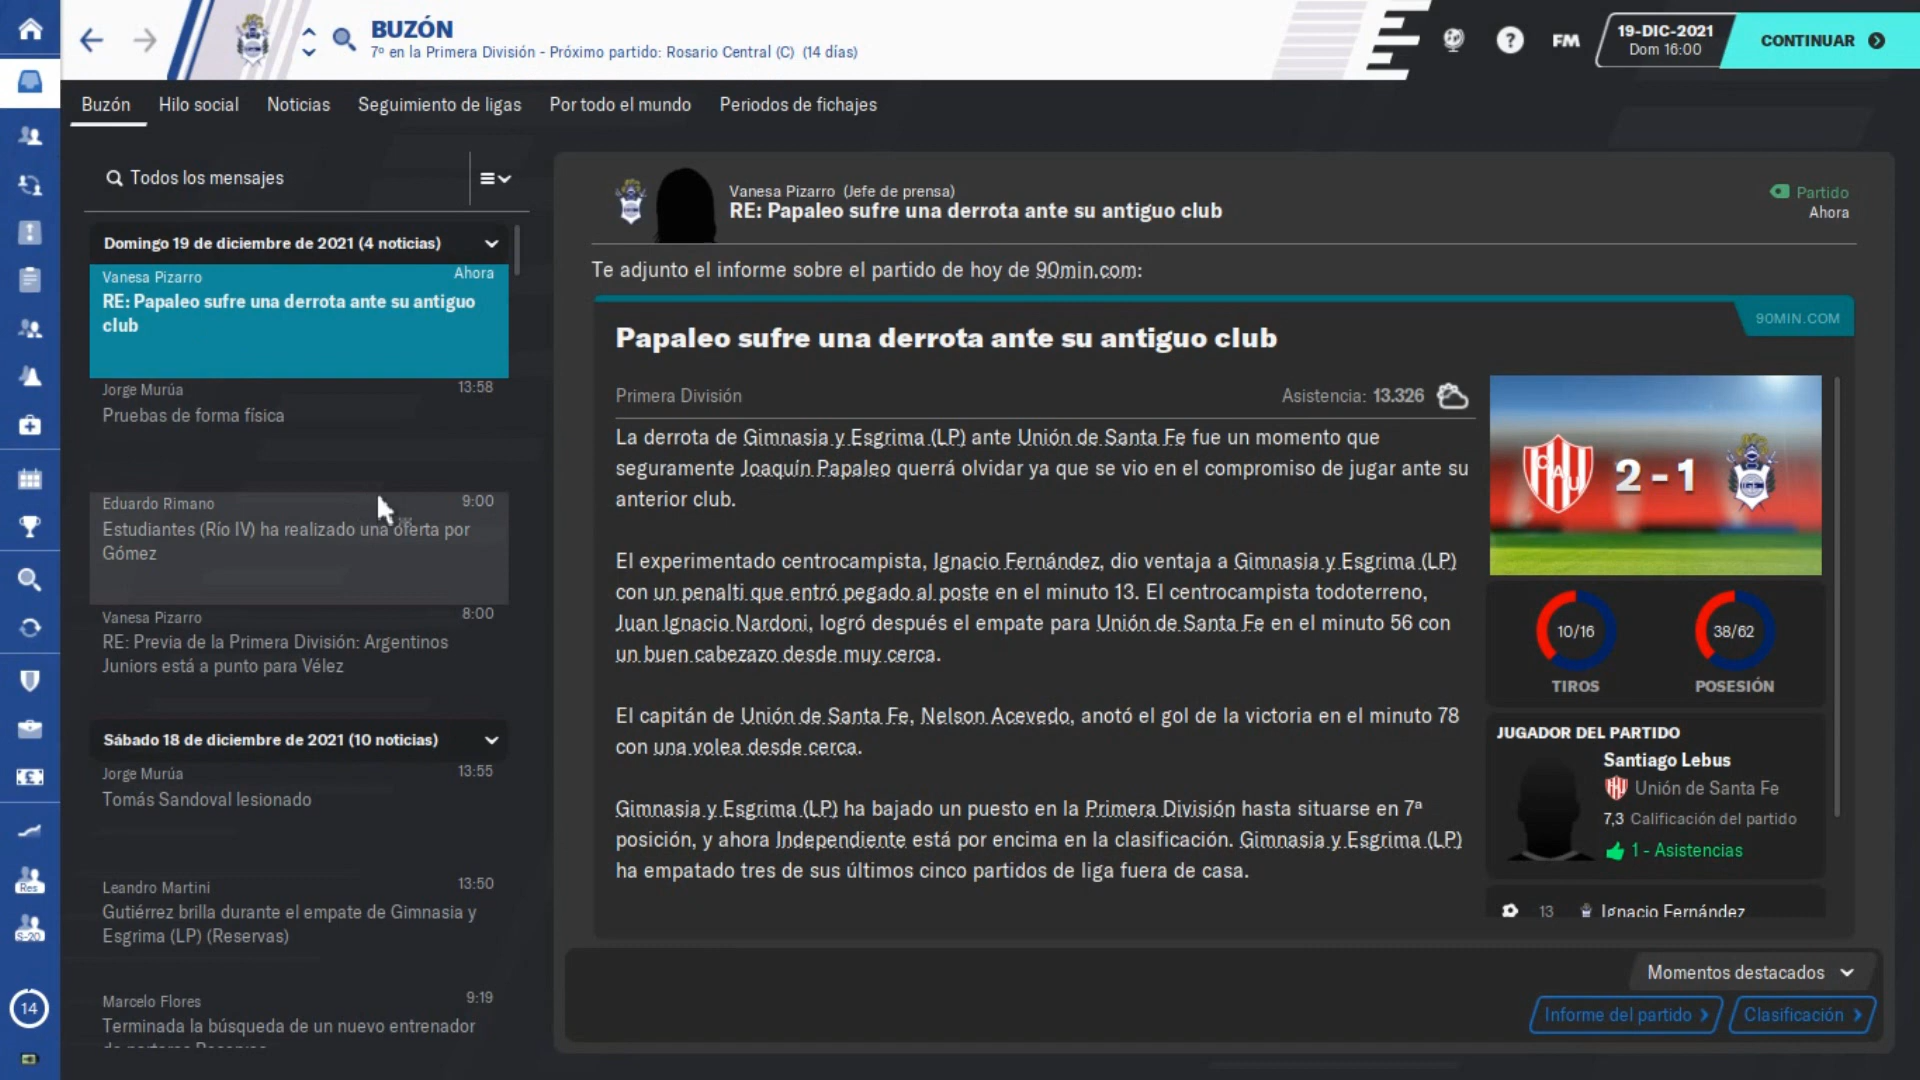 BUZÓN
7º en la Primera División - Próximo partido: Rosario Central (C) (14 días)
FM
19-DIC-2021
Dom 16:00
CONTINUAR
Buzón
Hilo social
Noticias
Seguimiento de ligas
Por todo el mundo
Periodos de fichajes
Todos los mensajes
Domingo 19 de diciembre de 2021 (4 noticias)
Vanesa Pizarro Ahora
RE: Papaleo sufre una derrota ante su antiguo
club
Jorge Murúa 13:58
Pruebas de forma física
Eduardo Rimano 9:00
Estudiantes (Río IV) ha realizado una oferta por
Gómez
Vanesa Pizarro 8:00
RE: Previa de la Primera División: Argentinos
Juniors está a punto para Vélez
Sábado 18 de diciembre de 2021 (10 noticias)
Jorge Murúa 13:55
Tomás Sandoval lesionado
Leandro Martini 13:50
Gutiérrez brilla durante el empate de Gimnasia y
Esgrima (LP) (Reservas)
Marcelo Flores 9:19
Terminada la búsqueda de un nuevo entrenador
de porteros Reservas
Res
S-20
14
Vanesa Pizarro (Jefe de prensa)
RE: Papaleo sufre una derrota ante su antiguo club
Partido
Ahora
Te adjunto el informe sobre el partido de hoy de 90min.com:
90MIN.COM
Papaleo sufre una derrota ante su antiguo club
Primera División
Asistencia: 13.326
La derrota de Gimnasia y Esgrima (LP) ante Unión de Santa Fe fue un momento que
seguramente Joaquín Papaleo querrá olvidar ya que se vio en el compromiso de jugar ante su
anterior club.
El experimentado centrocampista, Ignacio Fernández, dio ventaja a Gimnasia y Esgrima (LP)
con un penalti que entró pegado al poste en el minuto 13. El centrocampista todoterreno,
Juan Ignacio Nardoni, logró después el empate para Unión de Santa Fe en el minuto 56 con
un buen cabezazo desde muy cerca.
El capitán de Unión de Santa Fe, Nelson Acevedo, anotó el gol de la victoria en el minuto 78
con una volea desde cerca.
Gimnasia y Esgrima (LP) ha bajado un puesto en la Primera División hasta situarse en 7ª
posición, y ahora Independiente está por encima en la clasificación. Gimnasia y Esgrima (LP)
ha empatado tres de sus últimos cinco partidos de liga fuera de casa.
CAU
2 - 1
10/16
TIROS
38/62
POSESIÓN
JUGADOR DEL PARTIDO
Santiago Lebus
Unión de Santa Fe
7,3 Calificación del partido
1 - Asistencias
13 Ignacio Fernández
Momentos destacados
Informe del partido
Clasificación